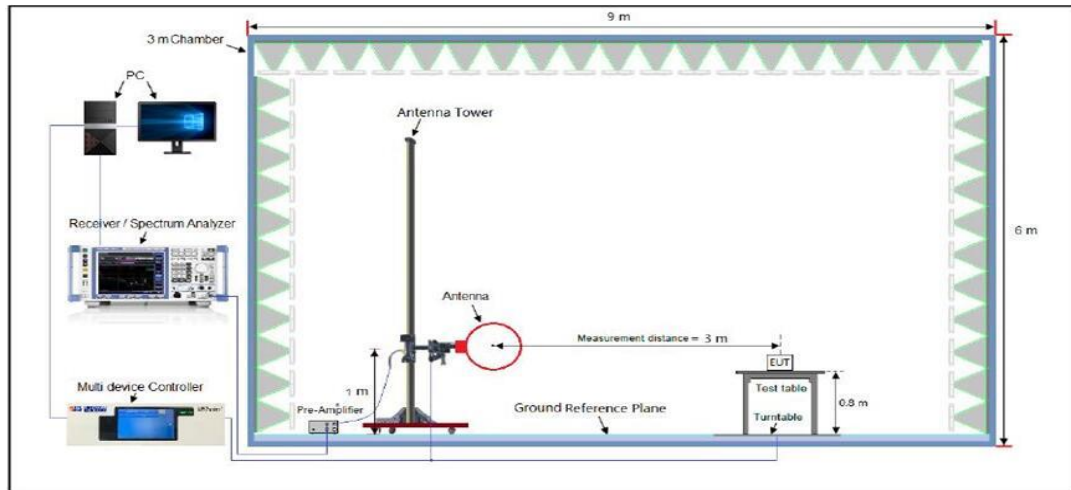 9 m
3 m Chamber
PC
Antenna Tower
Receiver / Spectrum Analyzer
6 m
Antenna
Measurement distance = 3 m
EUT
Multi device Controller
1 m
Test table
0.8 m
Pre-Amplifier
Ground Reference Plane
Turntable